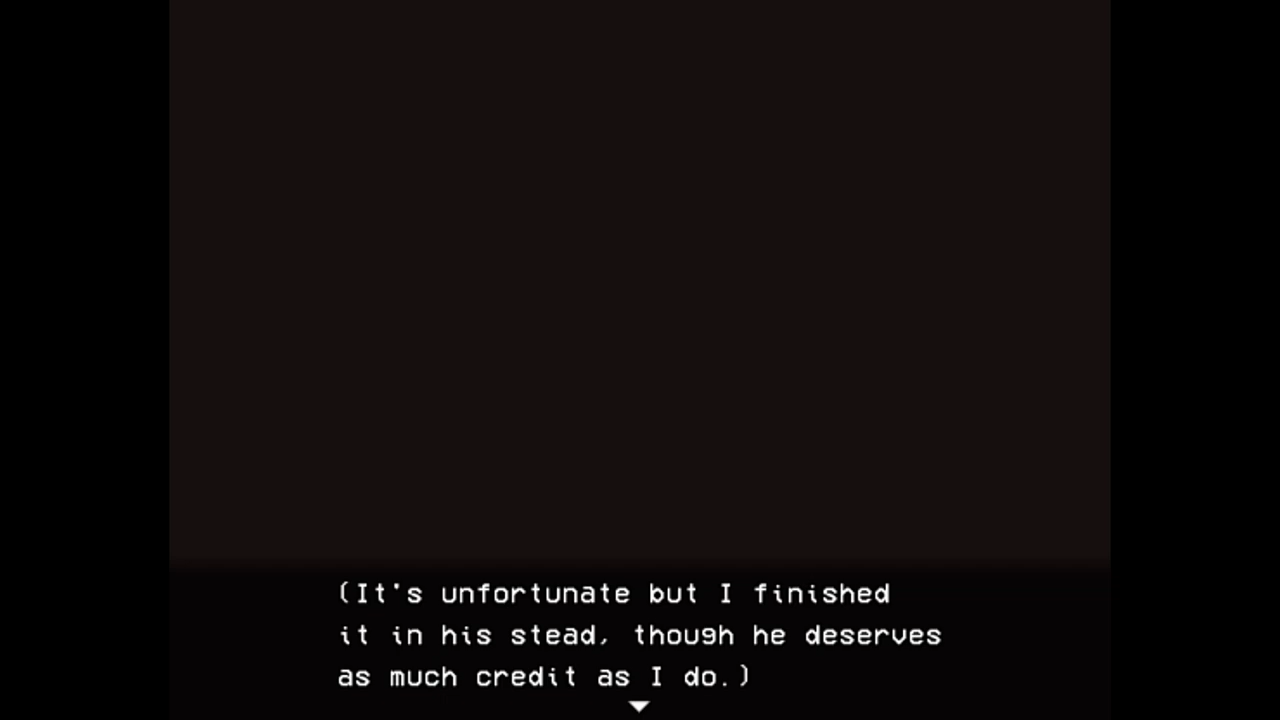 (It's unfortunate but I finished
it in his stead, though he deserves
as much credit as I do.)